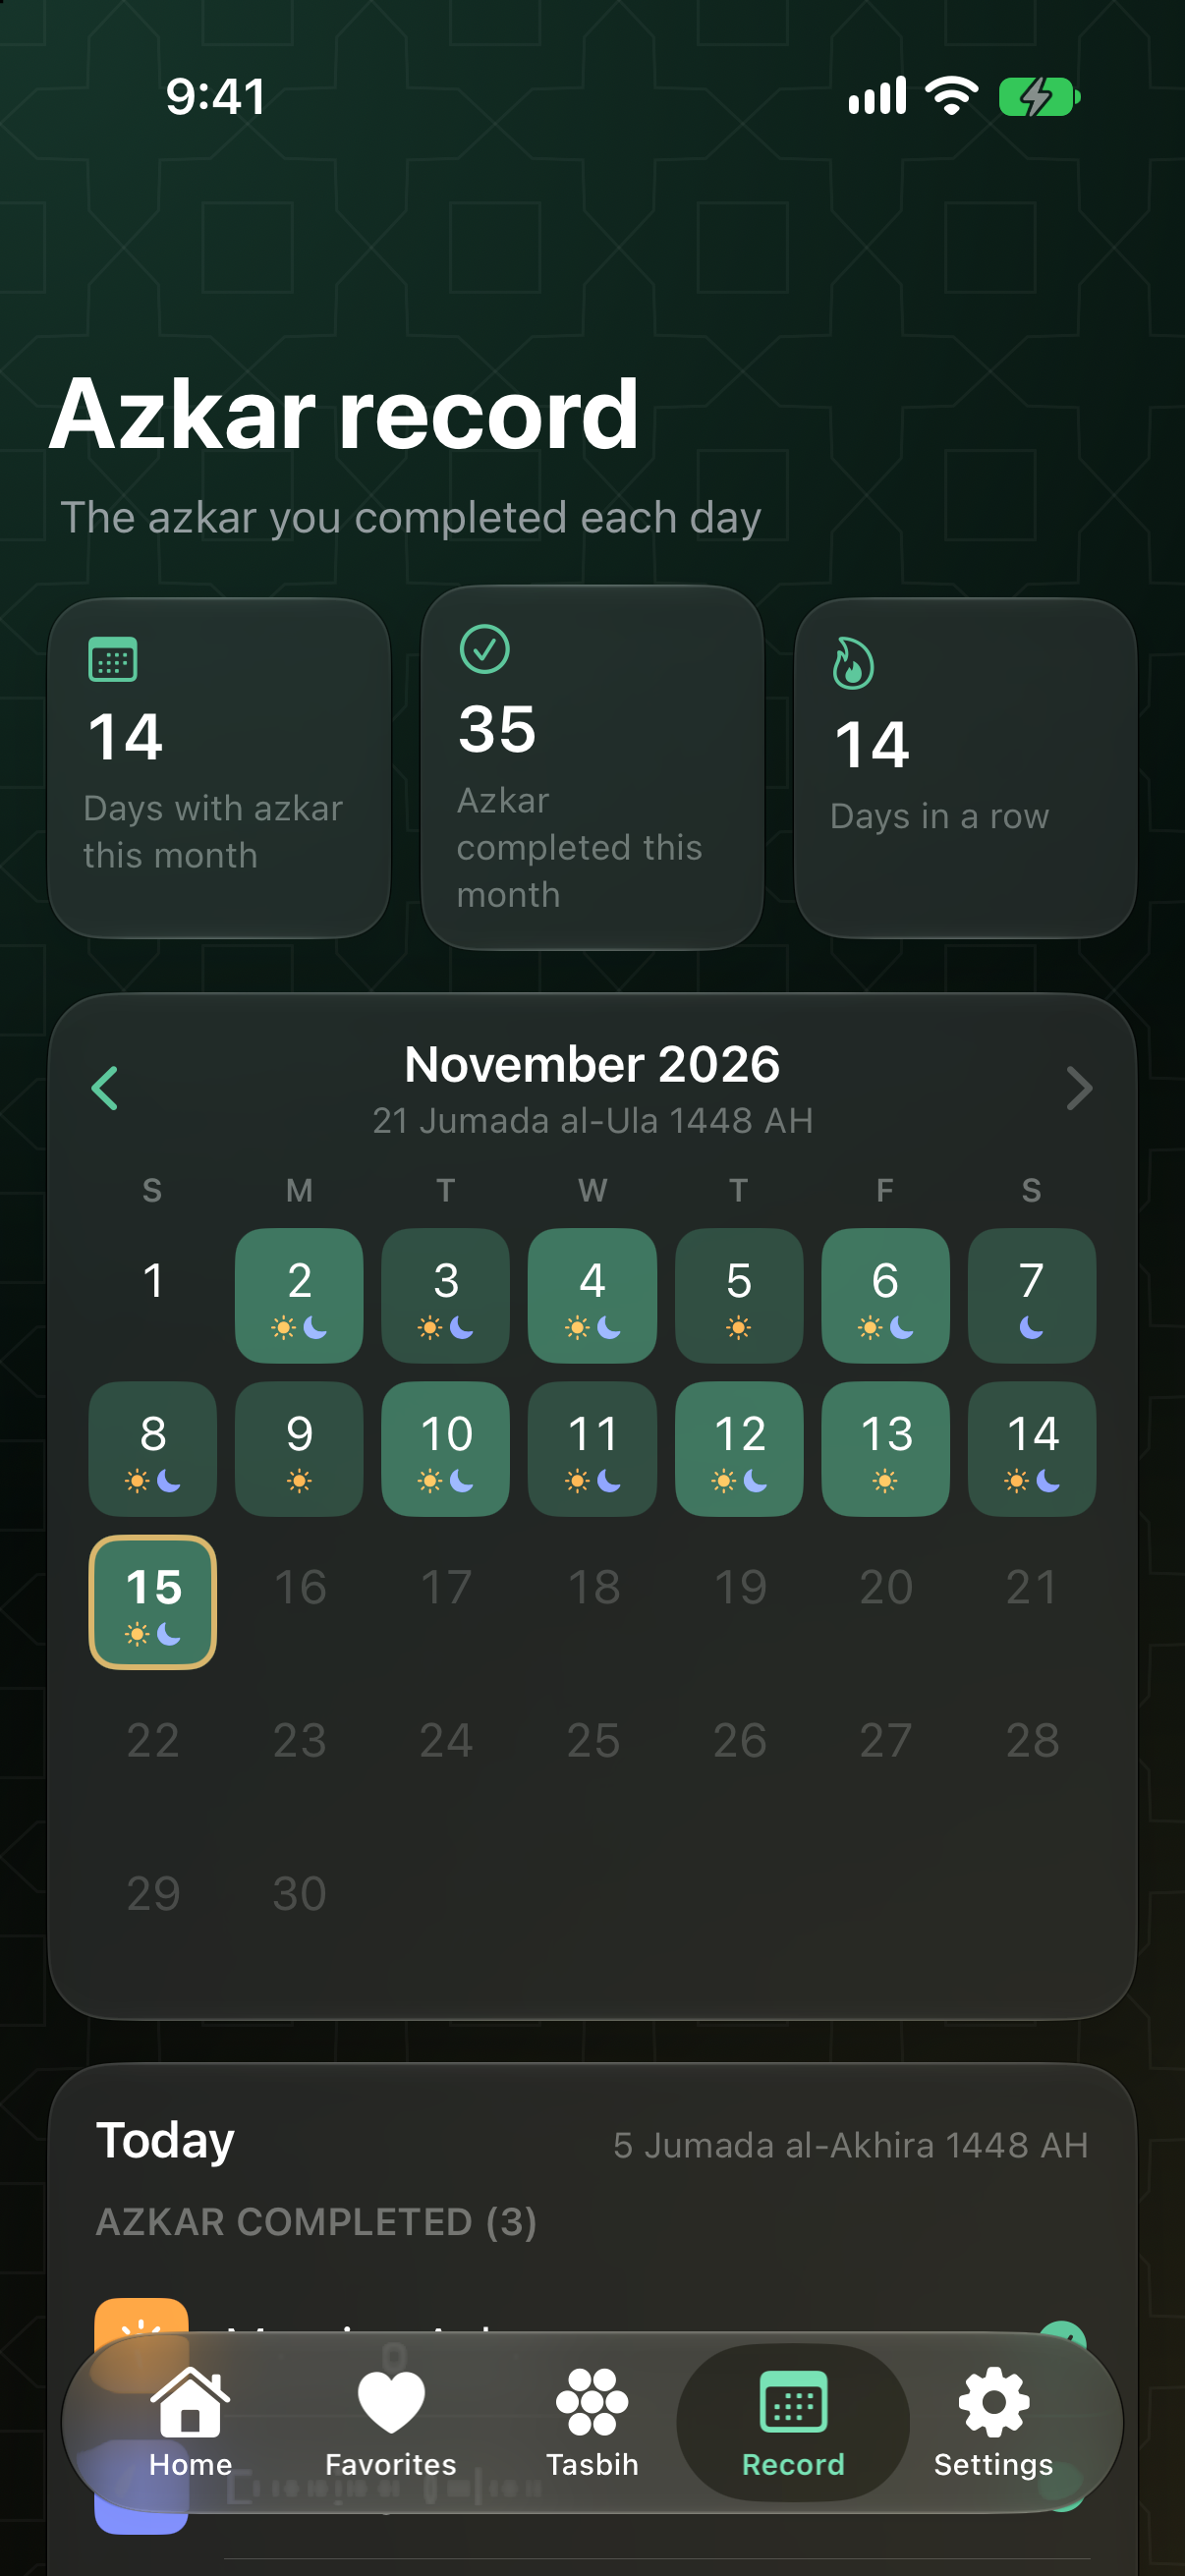 9:41
Azkar record
The azkar you completed each day
14
Days with azkar
this month
35
Azkar
completed this
month
14
Days in a row
November 2026
21 Jumada al-Ula 1448 AH
S M T W T F S
1 2 3 4 5 6 7
8 9 10 11 12 13 14
15 16 17 18 19 20 21
22 23 24 25 26 27 28
29 30
Today
5 Jumada al-Akhira 1448 AH
AZKAR COMPLETED (3)
Home Favorites Tasbih Record Settings